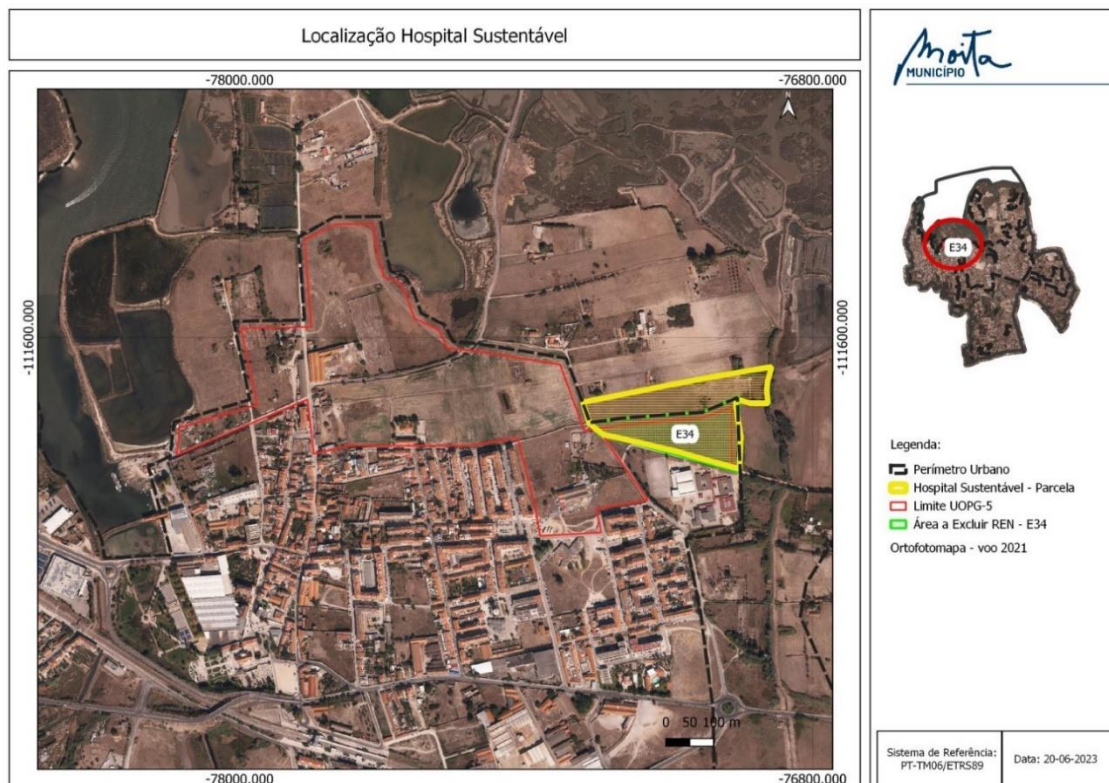 Localização Hospital Sustentável
-78000.000
-76800.000
N
-111600.000
-111600.000
E34
0 50 100 m
-78000.000
-76800.000
Moita
MUNICÍPIO
E34
Legenda:
Perímetro Urbano
Hospital Sustentável - Parcela
Limite UOPG-5
Área a Excluir REN - E34
Ortofotomapa - voo 2021
Sistema de Referência:
PT-TM06/ETRS89
Data: 20-06-2023